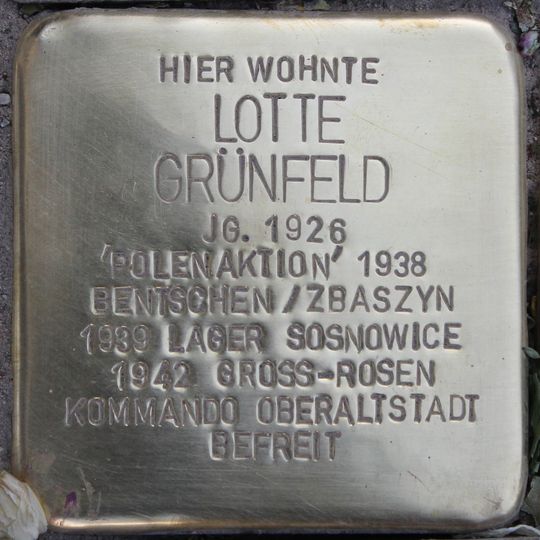 HIER WOHNTE
LOTTE
GRÜNFELD
JG. 1926
'POLENAKTION' 1938
BENTSCHEN/ZBASZYN
1939 LAGER SOSNOWICE
1942 GROSS-ROSEN
KOMMANDO OBERALTSTADT
BEFREIT